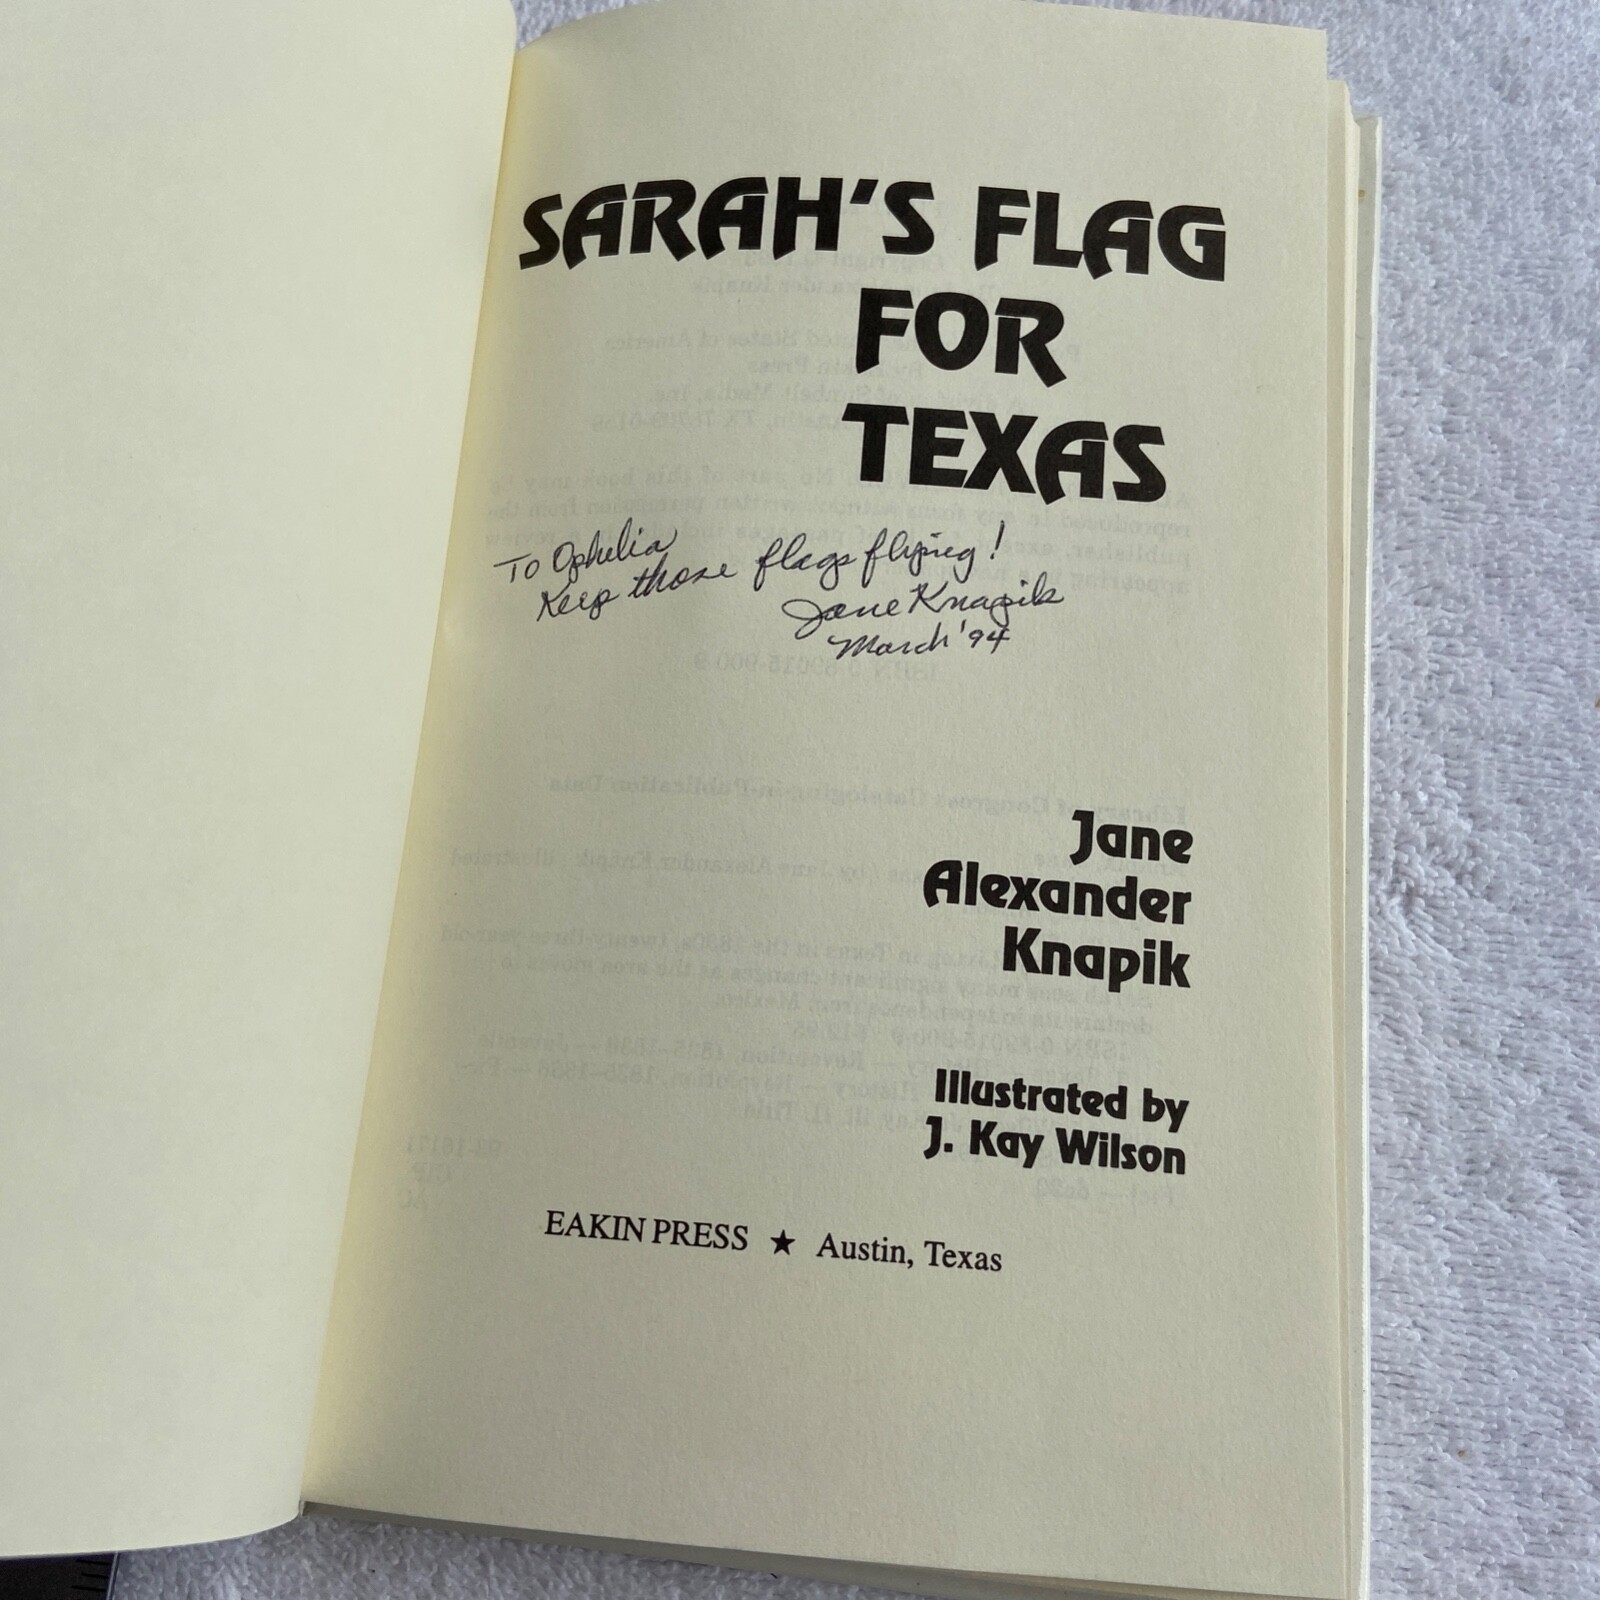 SARAH'S FLAG
FOR
TEXAS
To Ophelia
Keep those flags flying!
Jane Knapik
March '94
Jane
Alexander
Knapik
Illustrated by
J. Kay Wilson
EAKIN PRESS ★ Austin, Texas